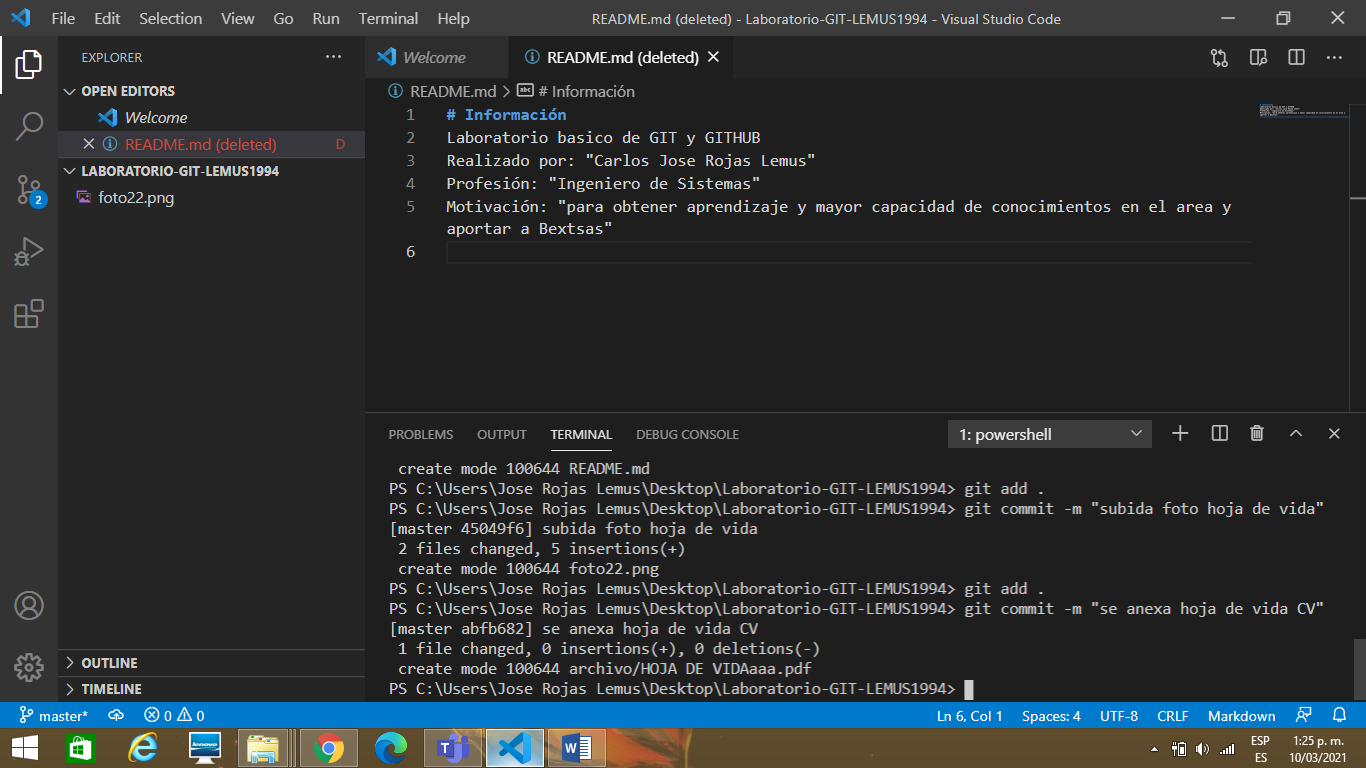 File Edit Selection View Go Run Terminal Help README.md (deleted) - Laboratorio-GIT-LEMUS1994 - Visual Studio Code
EXPLORER
OPEN EDITORS
Welcome
README.md (deleted) D
LABORATORIO-GIT-LEMUS1994
foto22.png
2
OUTLINE
TIMELINE
Welcome README.md (deleted)
README.md > abc # Información
1 # Información
2 Laboratorio basico de GIT y GITHUB
3 Realizado por: "Carlos Jose Rojas Lemus"
4 Profesión: "Ingeniero de Sistemas"
5 Motivación: "para obtener aprendizaje y mayor capacidad de conocimientos en el area y
aportar a Bextsas"
6
PROBLEMS OUTPUT TERMINAL DEBUG CONSOLE 1: powershell
create mode 100644 README.md
PS C:\Users\Jose Rojas Lemus\Desktop\Laboratorio-GIT-LEMUS1994> git add .
PS C:\Users\Jose Rojas Lemus\Desktop\Laboratorio-GIT-LEMUS1994> git commit -m "subida foto hoja de vida"
[master 45049f6] subida foto hoja de vida
2 files changed, 5 insertions(+)
create mode 100644 foto22.png
PS C:\Users\Jose Rojas Lemus\Desktop\Laboratorio-GIT-LEMUS1994> git add .
PS C:\Users\Jose Rojas Lemus\Desktop\Laboratorio-GIT-LEMUS1994> git commit -m "se anexa hoja de vida CV"
[master abfb682] se anexa hoja de vida CV
1 file changed, 0 insertions(+), 0 deletions(-)
create mode 100644 archivo/HOJA DE VIDAaaa.pdf
PS C:\Users\Jose Rojas Lemus\Desktop\Laboratorio-GIT-LEMUS1994>
master* 0 0 Ln 6, Col 1 Spaces: 4 UTF-8 CRLF Markdown
lenovo
ESP 1:25 p. m.
ES 10/03/2021